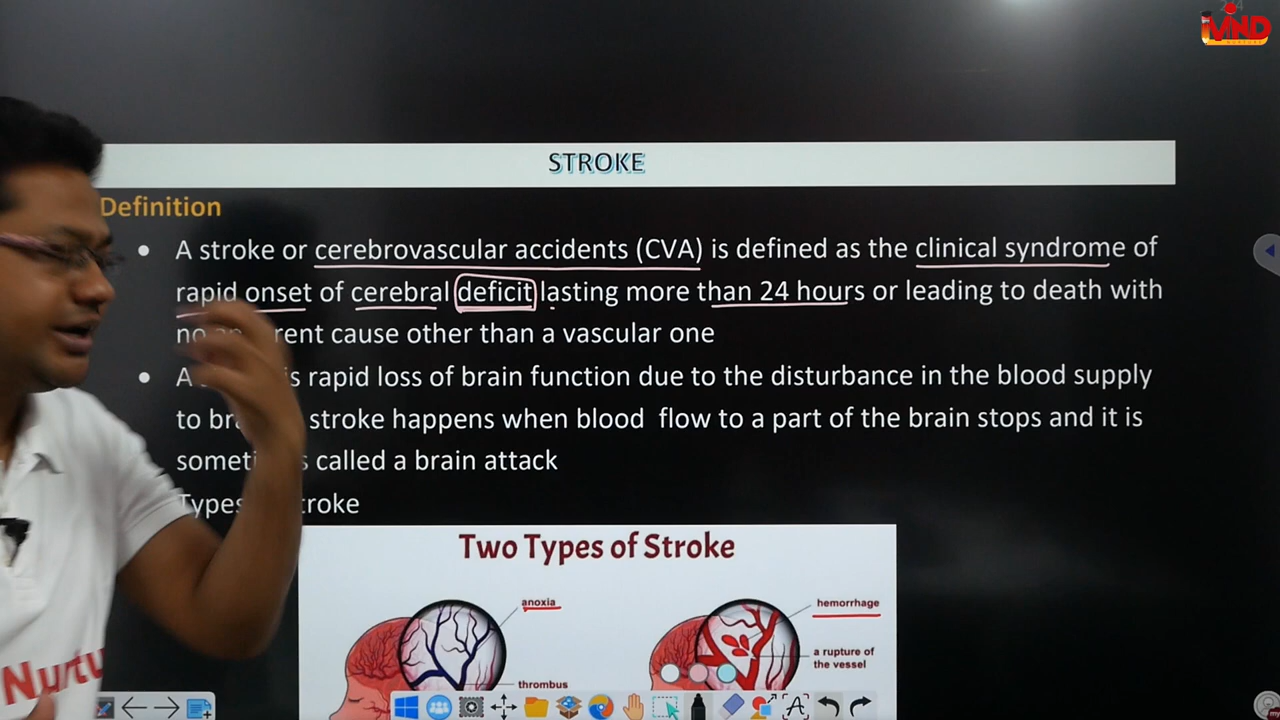 iVND
STROKE
Definition
• A stroke or cerebrovascular accidents (CVA) is defined as the clinical syndrome of
rapid onset of cerebral deficit lasting more than 24 hours or leading to death with
no cause other than a vascular one
• A is rapid loss of brain function due to the disturbance in the blood supply
to stroke happens when blood flow to a part of the brain stops and it is
called a brain attack
Types
Two Types of Stroke
anoxia
hemorrhage
a rupture of
the vessel
thrombus